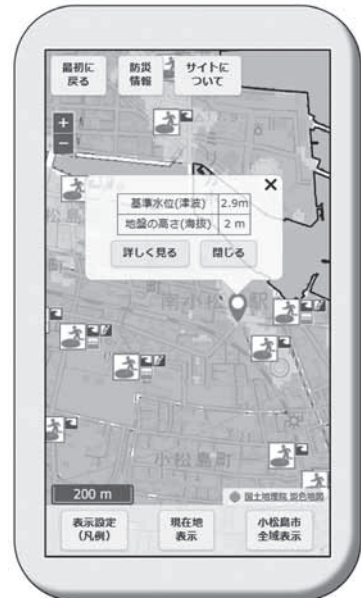 最初に
戻る
防災
情報
サイトに
ついて
+
−
×
基準水位(津波) 2.9m
地盤の高さ(海抜) 2 m
詳しく見る
閉じる
町
南小松島駅
小松島町
200 m
国土地理院 淡色地図
表示設定
(凡例)
現在地
表示
小松島市
全域表示